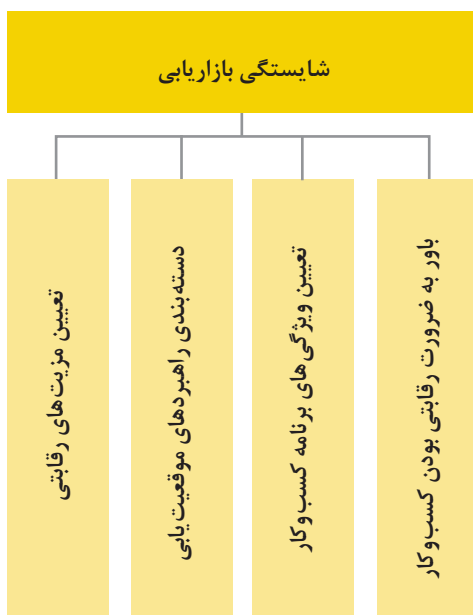 شایستگی بازاریابی
باور به ضرورت رقابتی بودن کسب‌وکار
تعیین ویژگی‌های برنامه کسب‌وکار
دسته‌بندی راهبردهای موقعیت‌یابی
تعیین مزیت‌های رقابتی